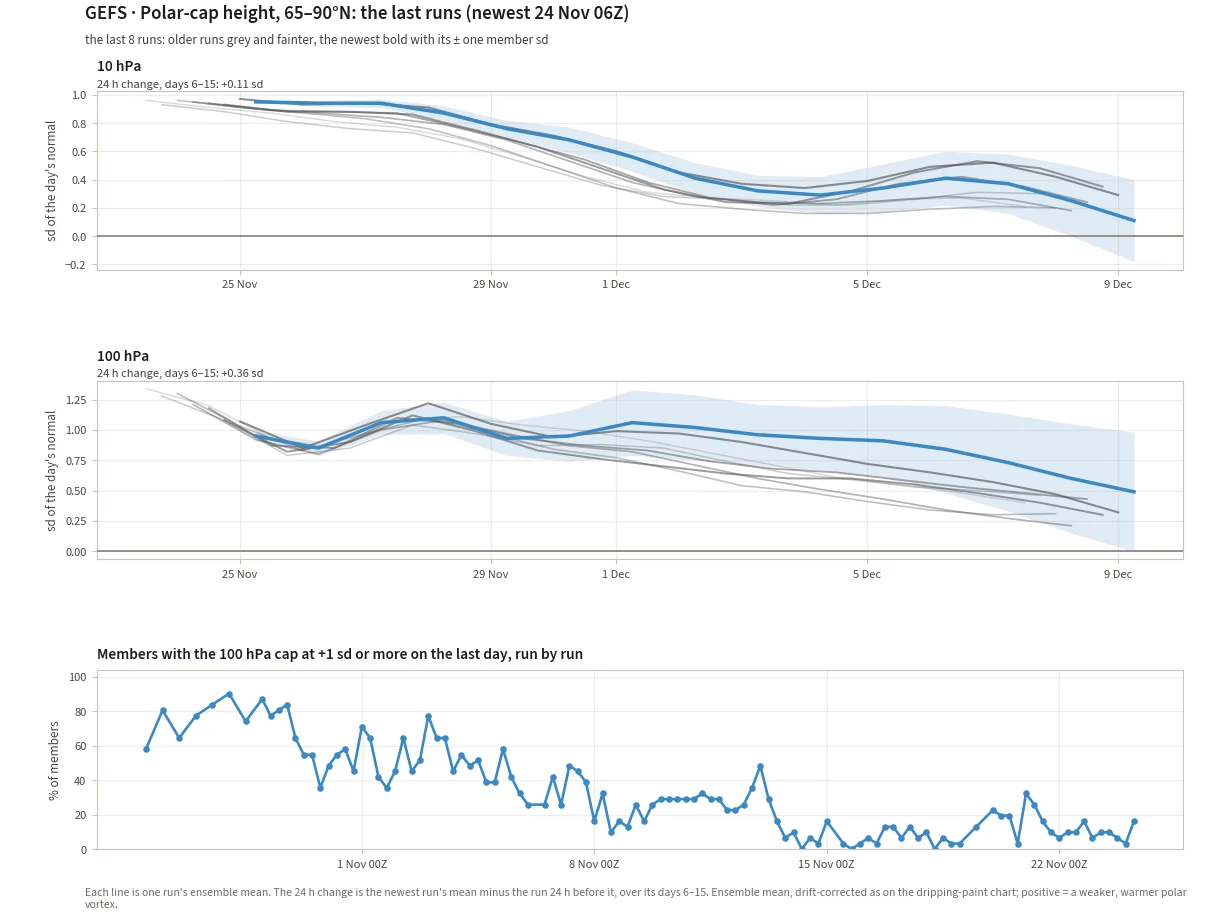 GEFS · Polar-cap height, 65–90°N: the last runs (newest 24 Nov 06Z)
the last 8 runs: older runs grey and fainter, the newest bold with its ± one member sd
10 hPa
24 h change, days 6–15: +0.11 sd
sd of the day's normal
1.0
0.8
0.6
0.4
0.2
0.0
−0.2
25 Nov
29 Nov
1 Dec
5 Dec
9 Dec
100 hPa
24 h change, days 6–15: +0.36 sd
sd of the day's normal
1.25
1.00
0.75
0.50
0.25
0.00
25 Nov
29 Nov
1 Dec
5 Dec
9 Dec
Members with the 100 hPa cap at +1 sd or more on the last day, run by run
% of members
100
80
60
40
20
0
1 Nov 00Z
8 Nov 00Z
15 Nov 00Z
22 Nov 00Z
Each line is one run's ensemble mean. The 24 h change is the newest run's mean minus the run 24 h before it, over its days 6–15. Ensemble mean, drift-corrected as on the dripping-paint chart; positive = a weaker, warmer polar
vortex.